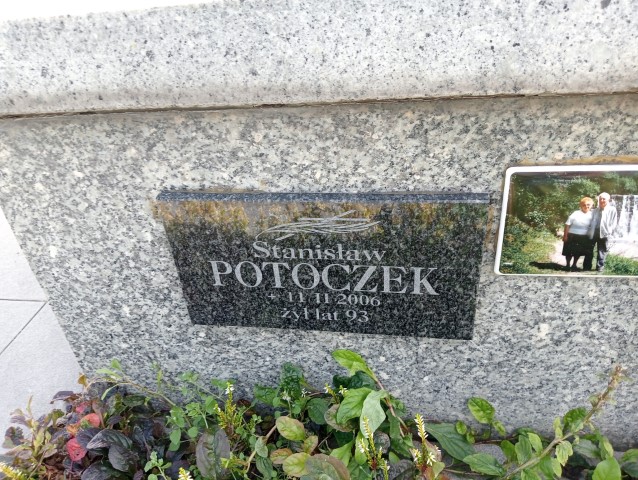 Stanisław
POTOCZEK
+ 11 11 2006
żył lat 93